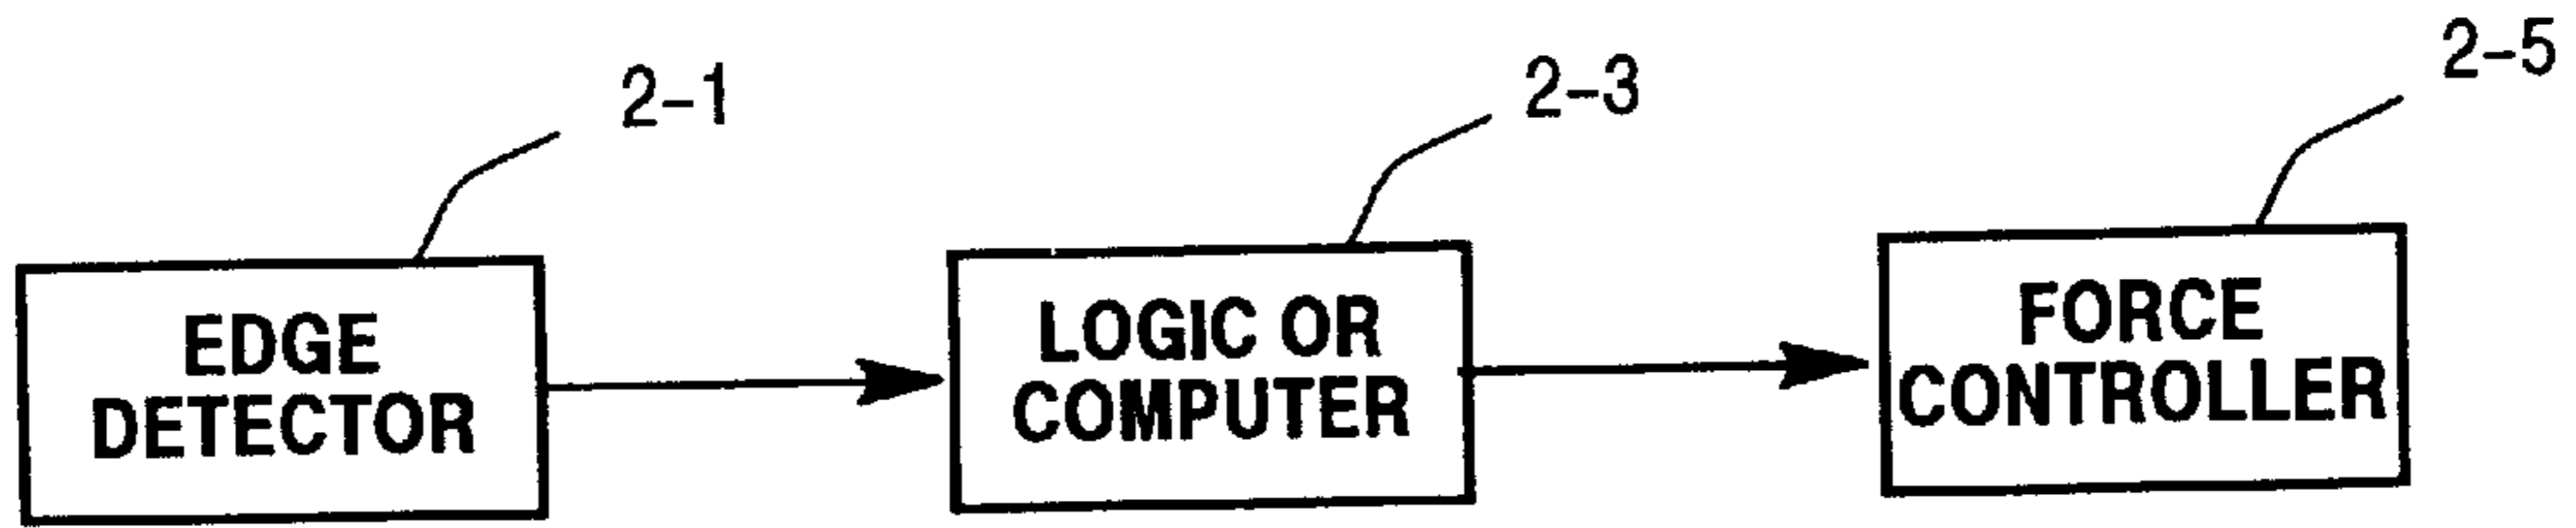 2-1
2-3
2-5
EDGE
DETECTOR
LOGIC OR
COMPUTER
FORCE
CONTROLLER